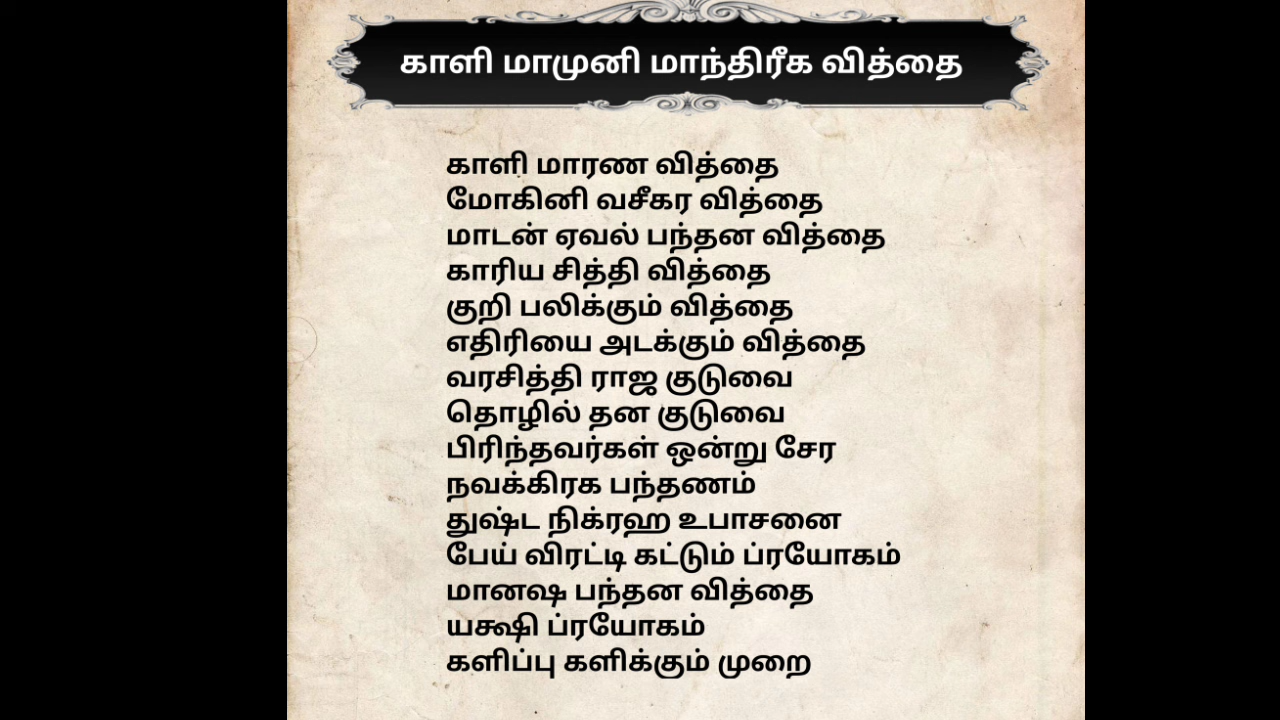 காளி மாமுனி மாந்திரீக வித்தை
காளி மாரண வித்தை
மோகினி வசீகர வித்தை
மாடன் ஏவல் பந்தன வித்தை
காரிய சித்தி வித்தை
குறி பலிக்கும் வித்தை
எதிரியை அடக்கும் வித்தை
வரசித்தி ராஜ குடுவை
தொழில் தன குடுவை
பிரிந்தவர்கள் ஒன்று சேர
நவக்கிரக பந்தணம்
துஷ்ட நிக்ரஹ உபாசனை
பேய் விரட்டி கட்டும் ப்ரயோகம்
மானஷ பந்தன வித்தை
யக்ஷி ப்ரயோகம்
களிப்பு களிக்கும் முறை